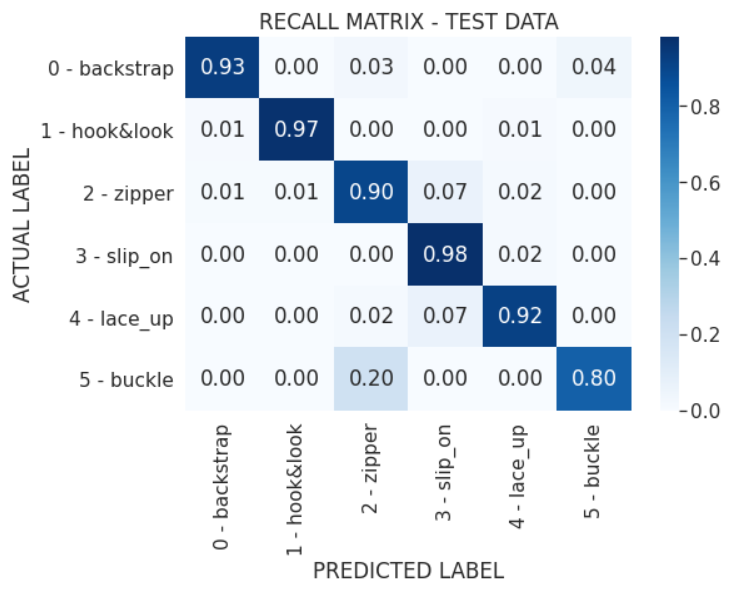 RECALL MATRIX - TEST DATA
0 - backstrap 0.93 0.00 0.03 0.00 0.00 0.04
1 - hook&look 0.01 0.97 0.00 0.00 0.01 0.00
2 - zipper 0.01 0.01 0.90 0.07 0.02 0.00
3 - slip_on 0.00 0.00 0.00 0.98 0.02 0.00
4 - lace_up 0.00 0.00 0.02 0.07 0.92 0.00
5 - buckle 0.00 0.00 0.20 0.00 0.00 0.80
ACTUAL LABEL
0 - backstrap
1 - hook&look
2 - zipper
3 - slip_on
4 - lace_up
5 - buckle
PREDICTED LABEL
0.8
0.6
0.4
0.2
0.0